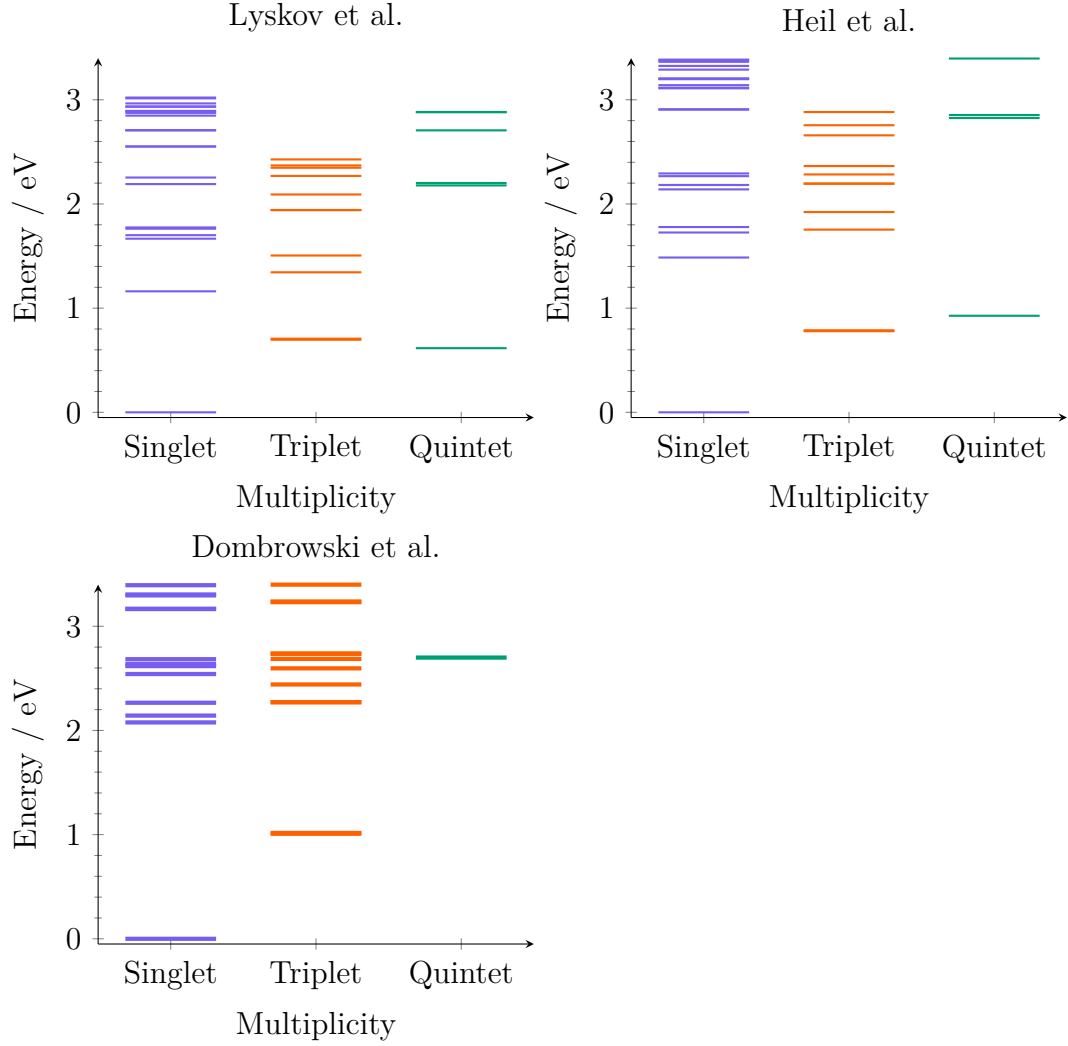 Lyskov et al.
3
2
1
0
Energy / eV
Singlet Triplet Quintet
Multiplicity
Heil et al.
3
2
1
0
Energy / eV
Singlet Triplet Quintet
Multiplicity
Dombrowski et al.
3
2
1
0
Energy / eV
Singlet Triplet Quintet
Multiplicity